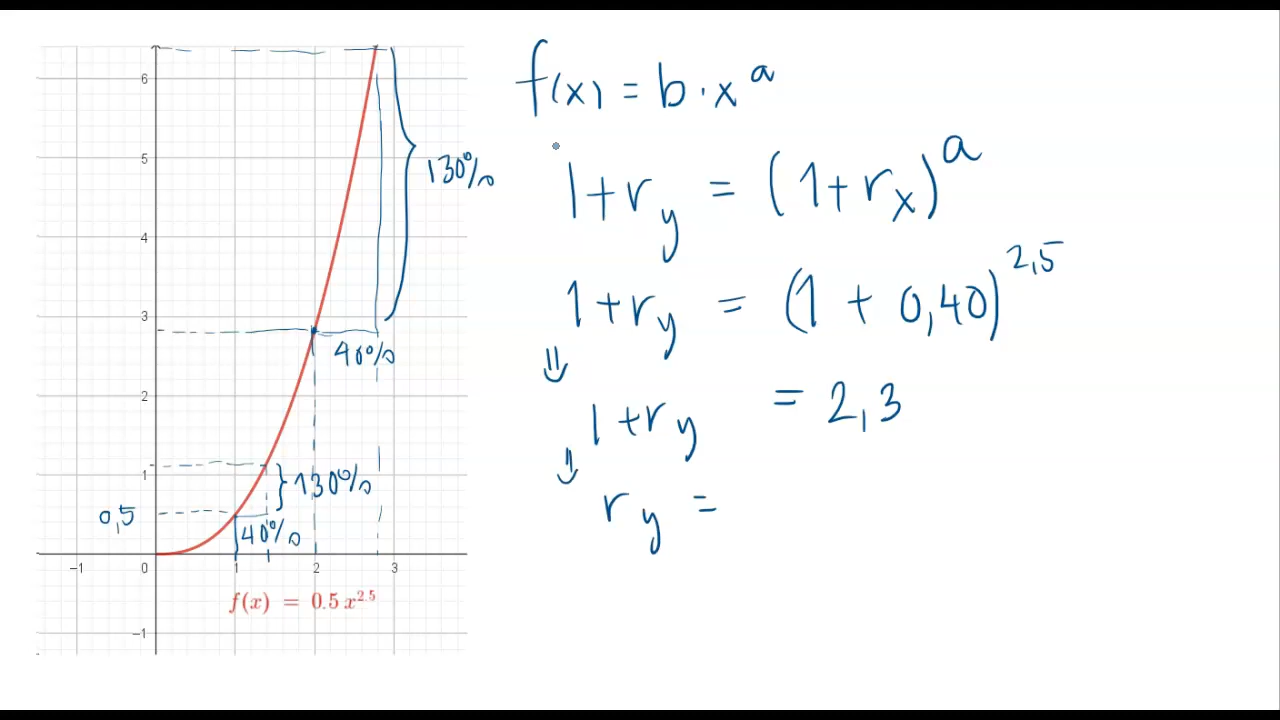 f(x) = b · x^a
1 + r_y = (1 + r_x)^a
1 + r_y = (1 + 0,40)^2,5
⇓
1 + r_y = 2,3
⇓
r_y =
6
5
130%
4
3
40%
2
1
130%
0,5
40%
-1 0 1 2 3
f(x) = 0.5 x^2.5
-1